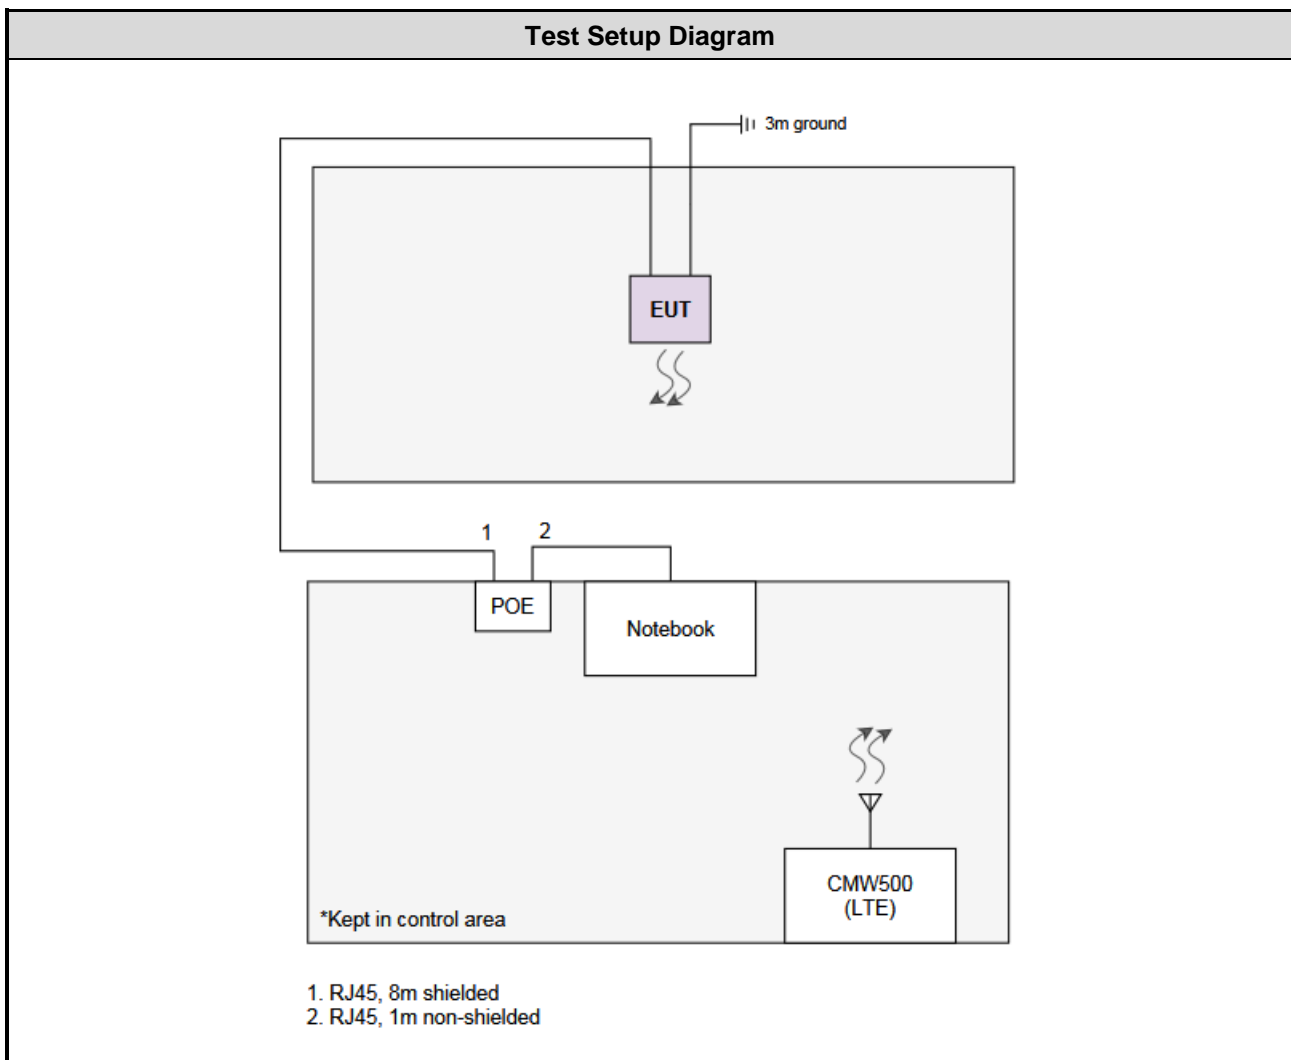 Test Setup Diagram
3m ground
EUT
1
2
POE
Notebook
CMW500
(LTE)
*Kept in control area
1. RJ45, 8m shielded
2. RJ45, 1m non-shielded